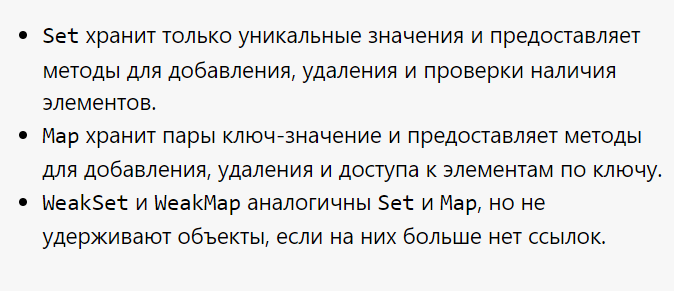 • Set хранит только уникальные значения и предоставляет
методы для добавления, удаления и проверки наличия
элементов.
• Map хранит пары ключ-значение и предоставляет методы
для добавления, удаления и доступа к элементам по ключу.
• WeakSet и WeakMap аналогичны Set и Map, но не
удерживают объекты, если на них больше нет ссылок.